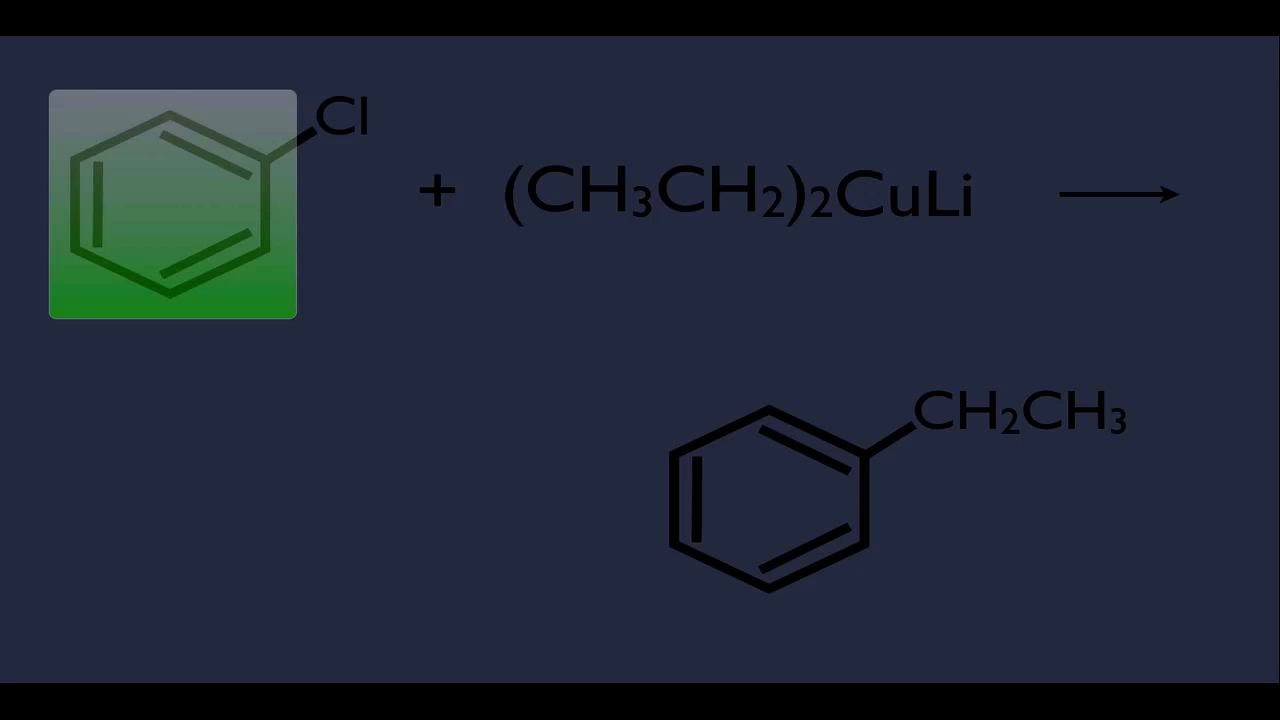 Cl
+ (CH₃CH₂)₂CuLi ⟶
CH₂CH₃